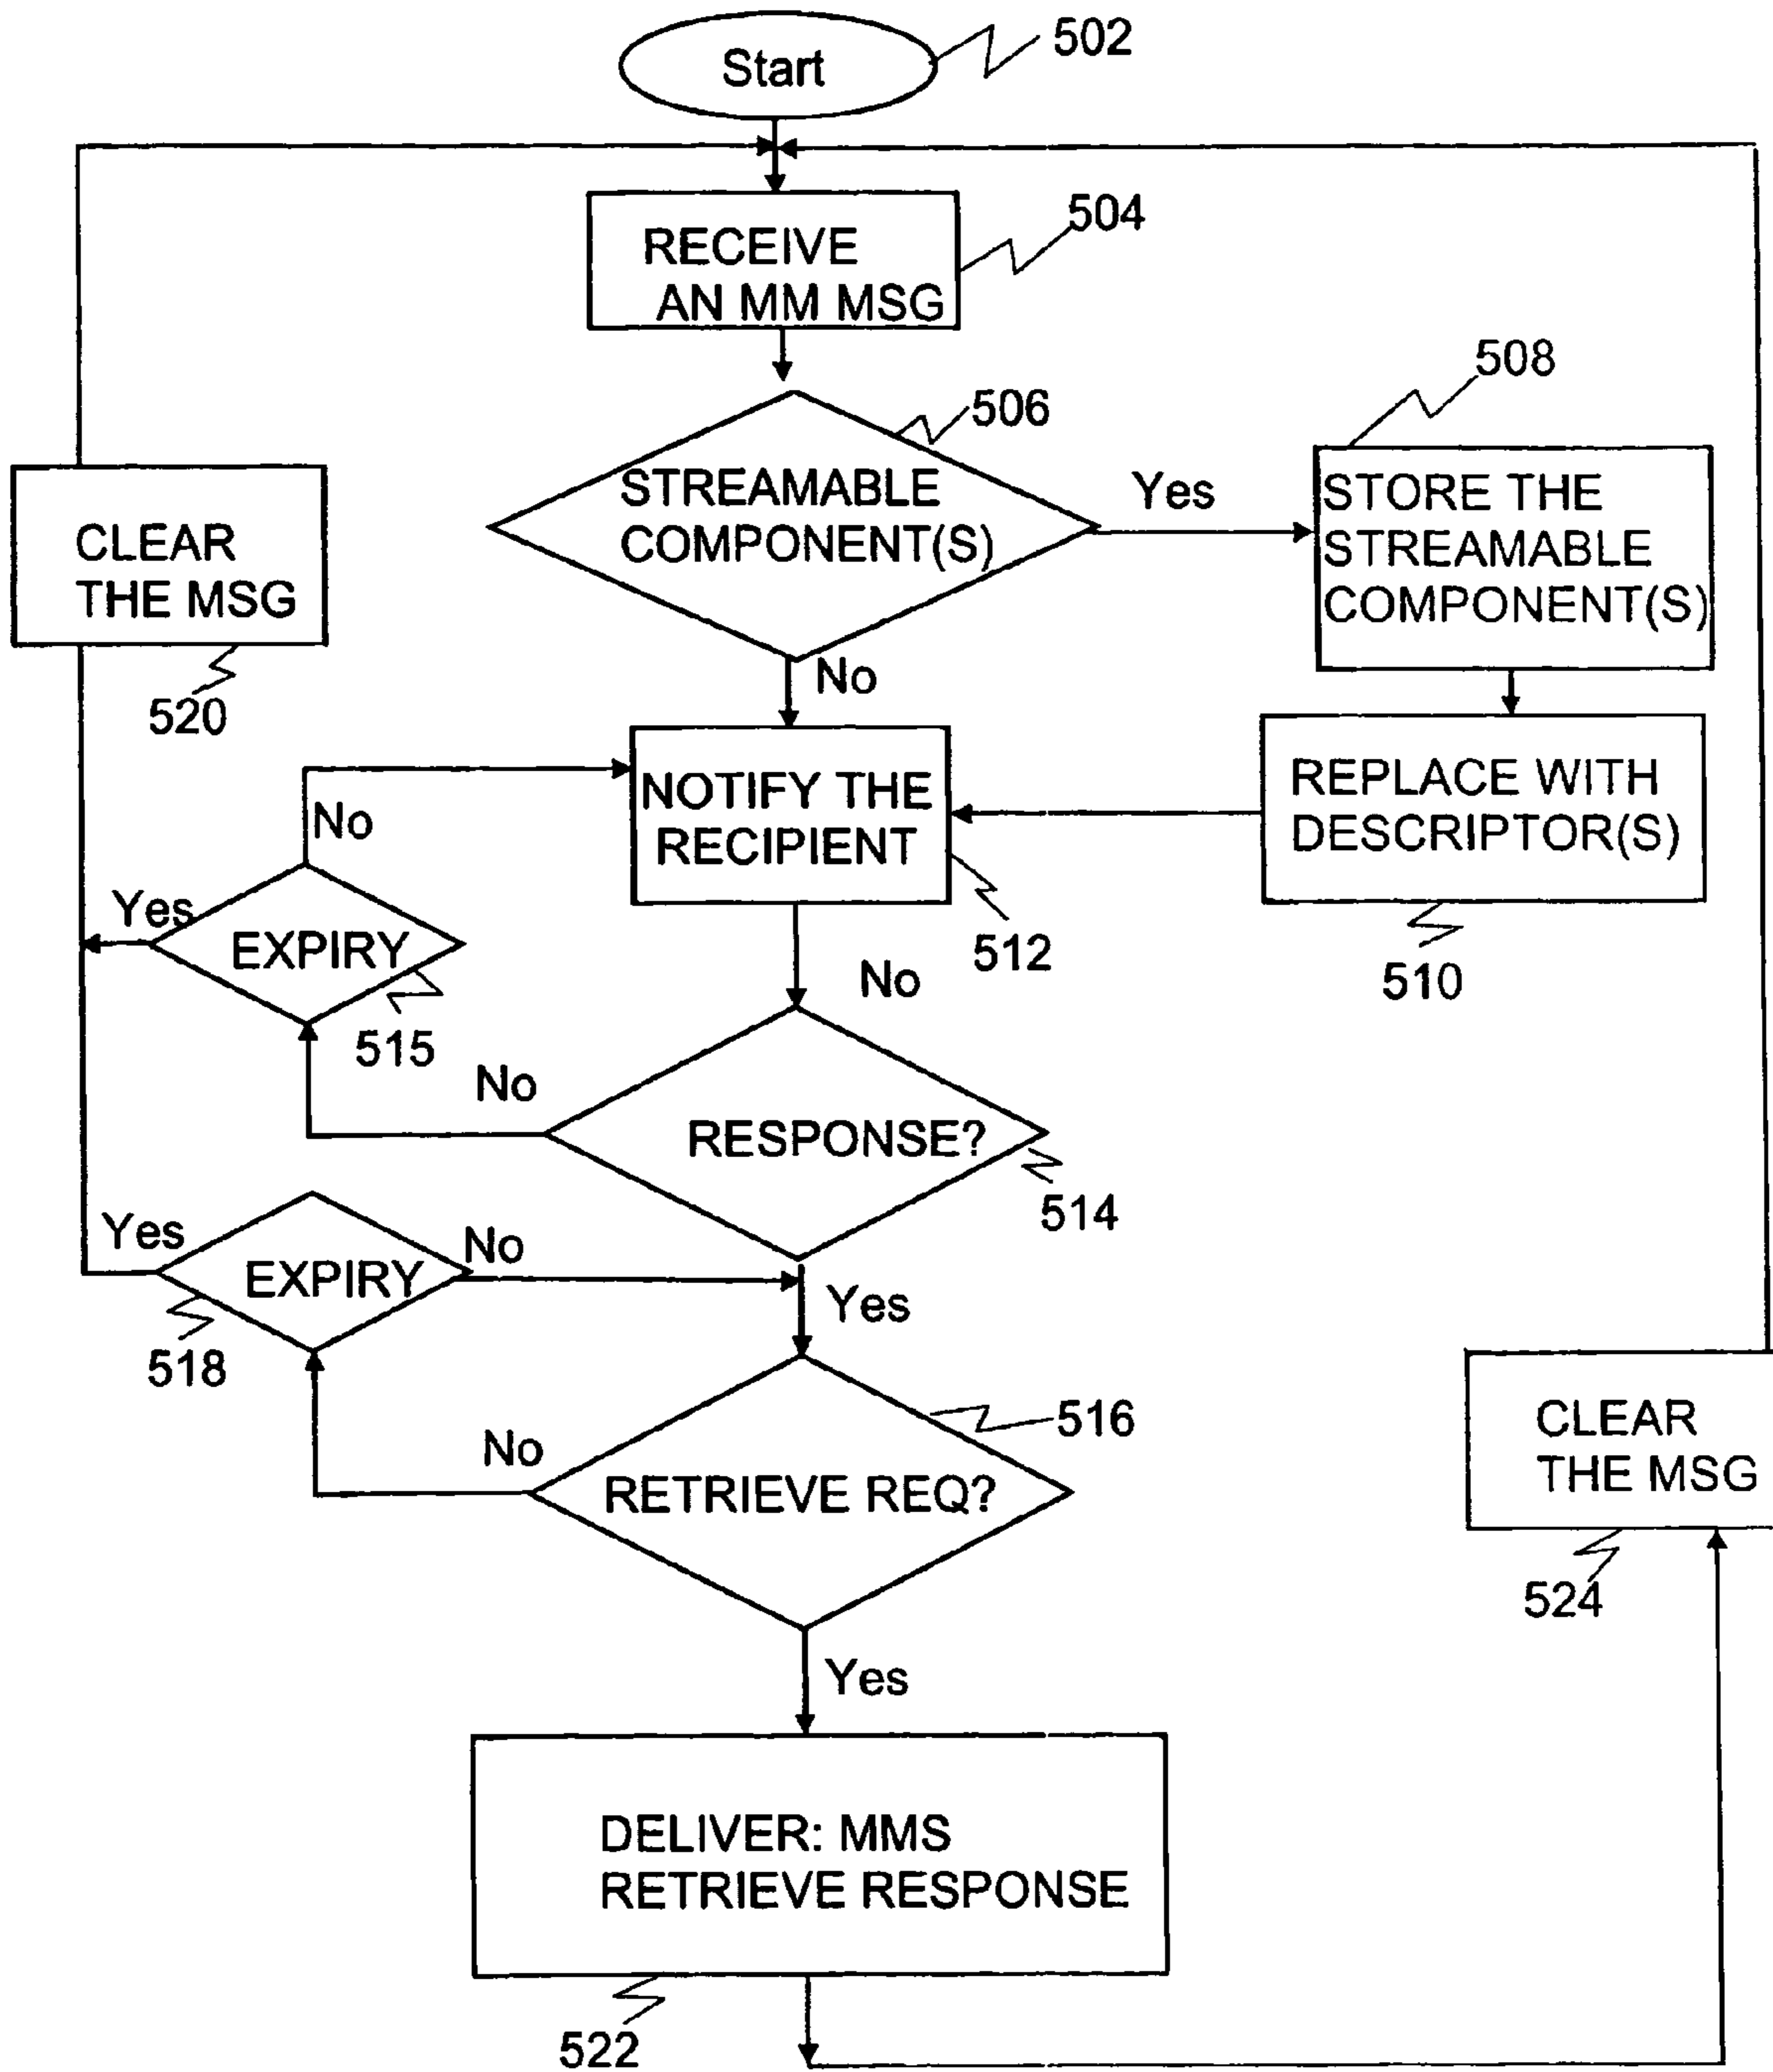 Start
502
RECEIVE
AN MM MSG
504
506
508
STREAMABLE
COMPONENT(S)
Yes
STORE THE
STREAMABLE
COMPONENT(S)
CLEAR
THE MSG
520
No
NOTIFY THE
RECIPIENT
REPLACE WITH
DESCRIPTOR(S)
No
Yes
EXPIRY
512
510
No
515
No
RESPONSE?
514
Yes
EXPIRY
No
Yes
518
516
No
RETRIEVE REQ?
CLEAR
THE MSG
524
Yes
DELIVER: MMS
RETRIEVE RESPONSE
522